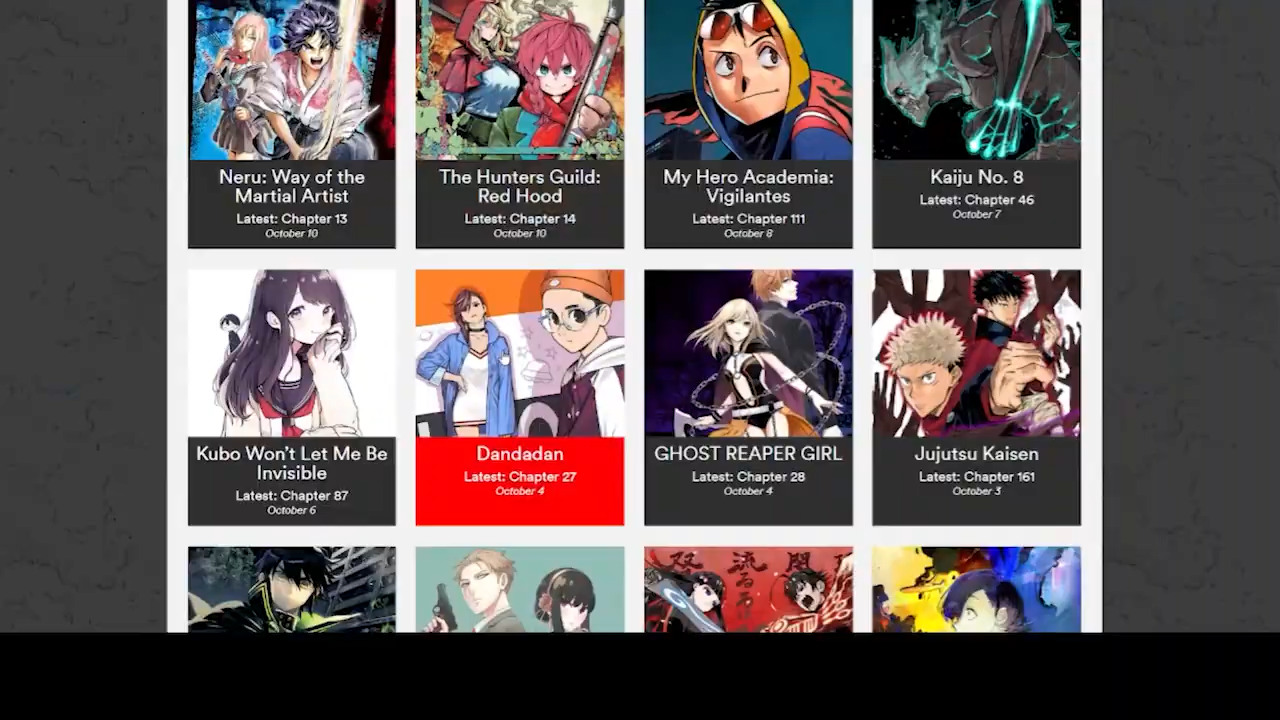 Neru: Way of the
Martial Artist
Latest: Chapter 13
October 10
The Hunters Guild:
Red Hood
Latest: Chapter 14
October 10
My Hero Academia:
Vigilantes
Latest: Chapter 111
October 8
Kaiju No. 8
Latest: Chapter 46
October 7
Kubo Won’t Let Me Be
Invisible
Latest: Chapter 87
October 6
Dandadan
Latest: Chapter 27
October 4
GHOST REAPER GIRL
Latest: Chapter 28
October 4
Jujutsu Kaisen
Latest: Chapter 161
October 3